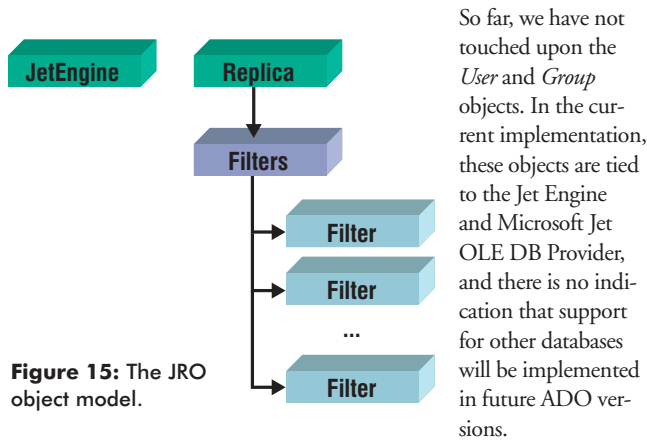 JetEngine
Replica
Filters
Filter
Filter
...
Filter
Figure 15: The JRO
object model.
So far, we have not
touched upon the
User and Group
objects. In the cur-
rent implementation,
these objects are tied
to the Jet Engine
and Microsoft Jet
OLE DB Provider,
and there is no indi-
cation that support
for other databases
will be implemented
in future ADO ver-
sions.